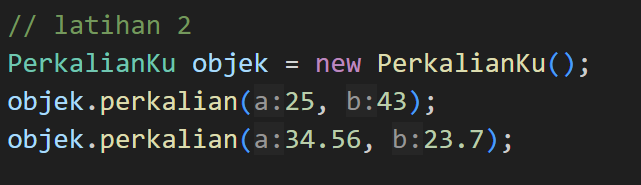 // latihan 2
PerkalianKu objek = new PerkalianKu();
objek.perkalian(a:25, b:43);
objek.perkalian(a:34.56, b:23.7);